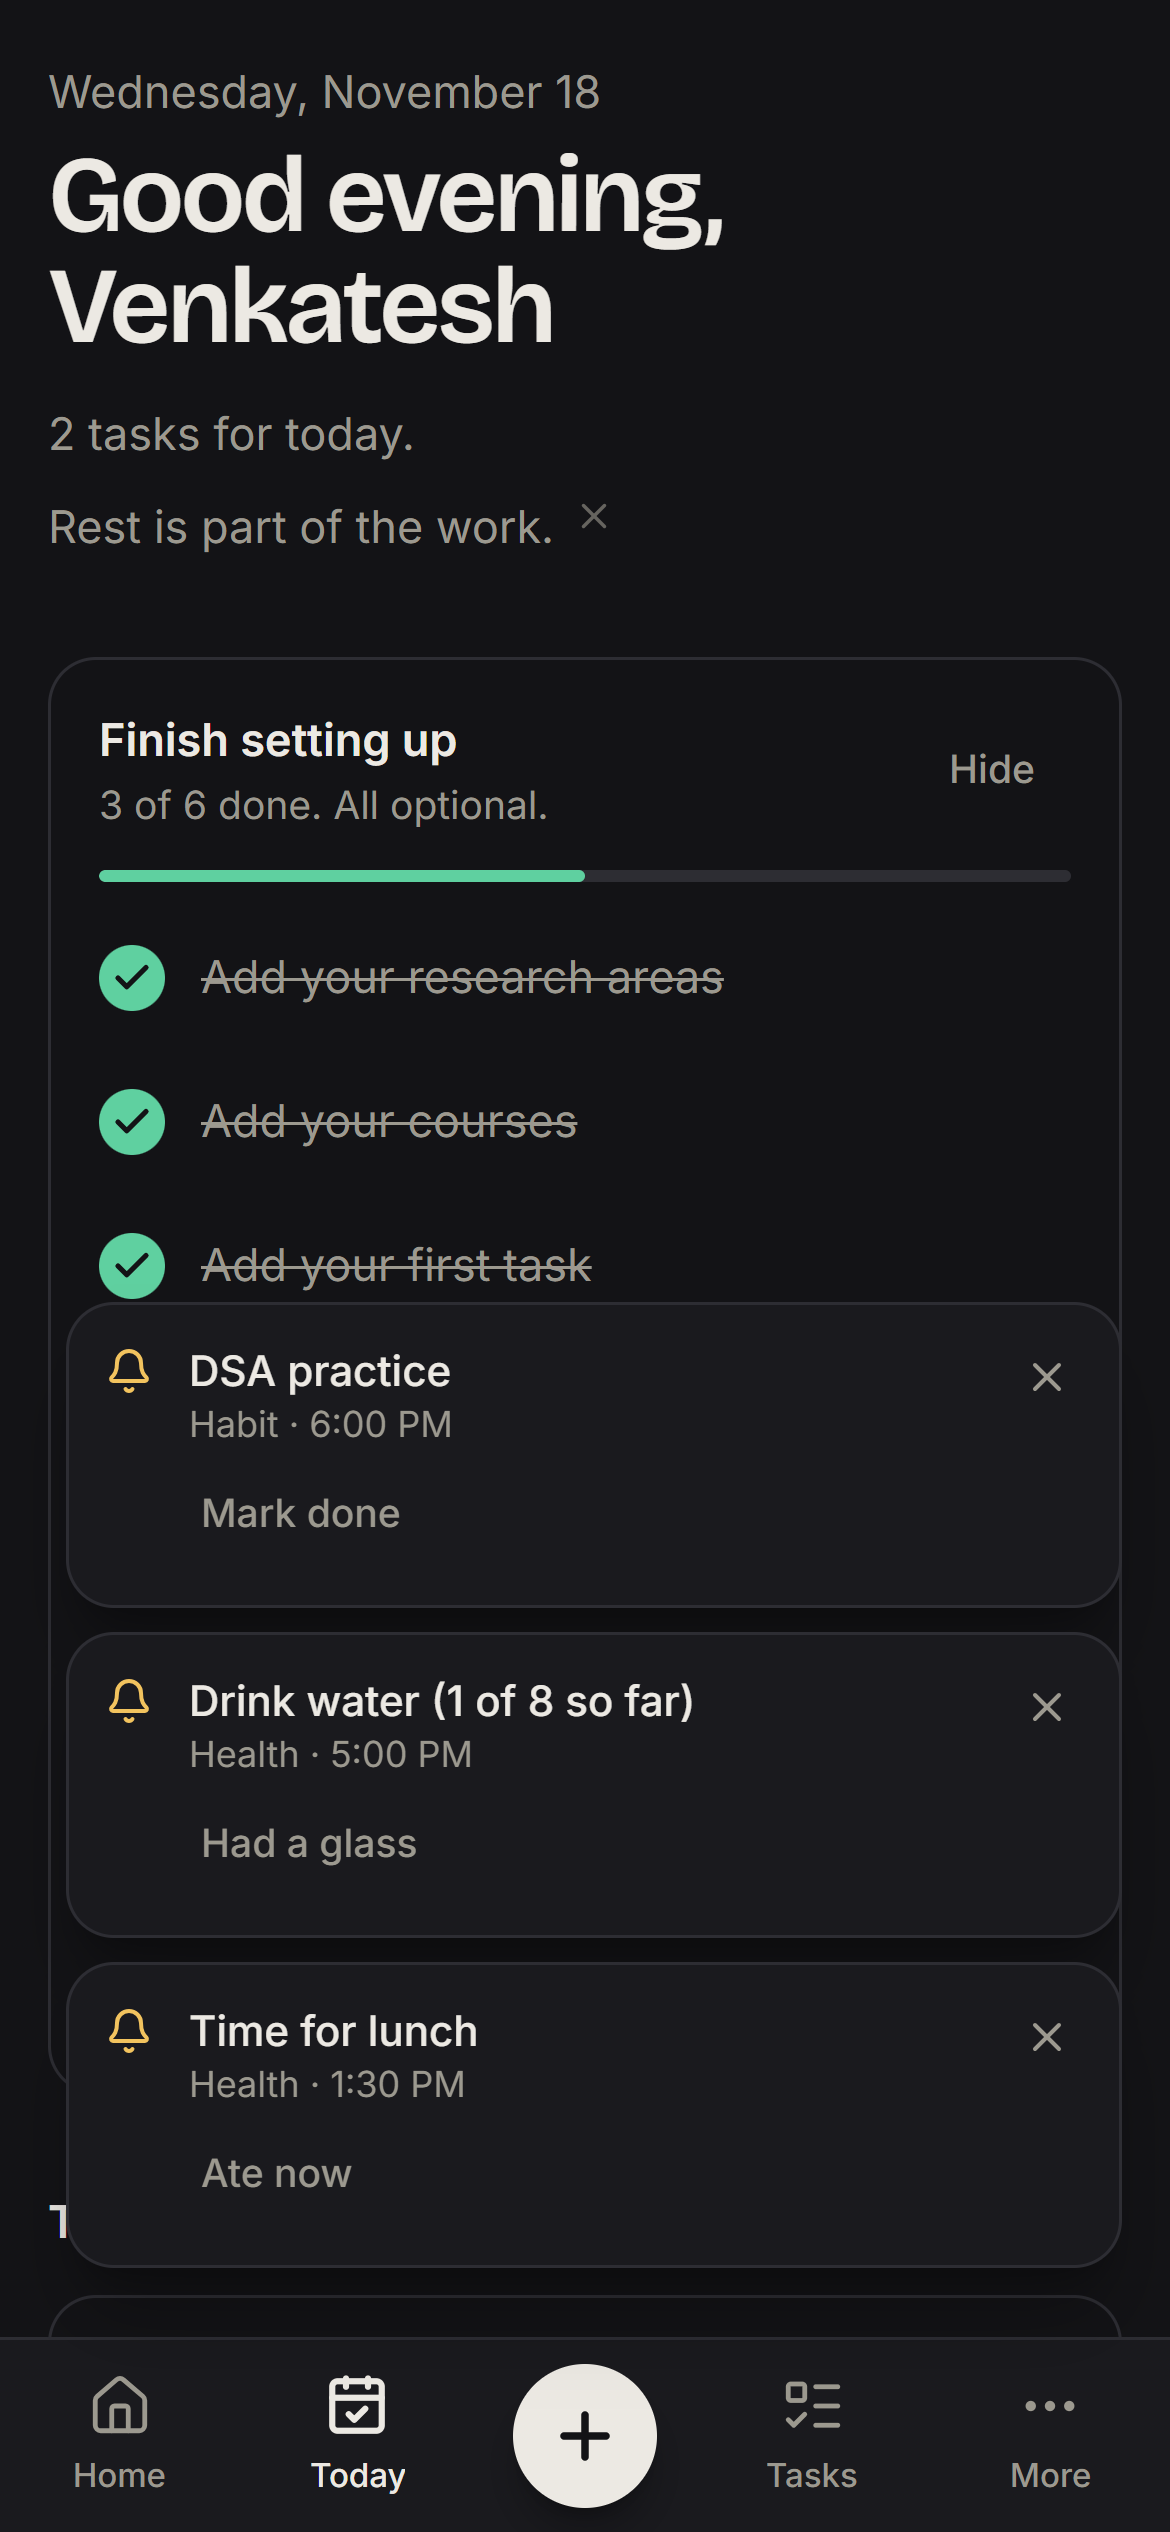 Wednesday, November 18
Good evening,
Venkatesh
2 tasks for today.
Rest is part of the work.
Finish setting up
Hide
3 of 6 done. All optional.
Add your research areas
Add your courses
Add your first task
DSA practice
Habit · 6:00 PM
Mark done
Drink water (1 of 8 so far)
Health · 5:00 PM
Had a glass
Time for lunch
Health · 1:30 PM
Ate now
Home
Today
Tasks
More